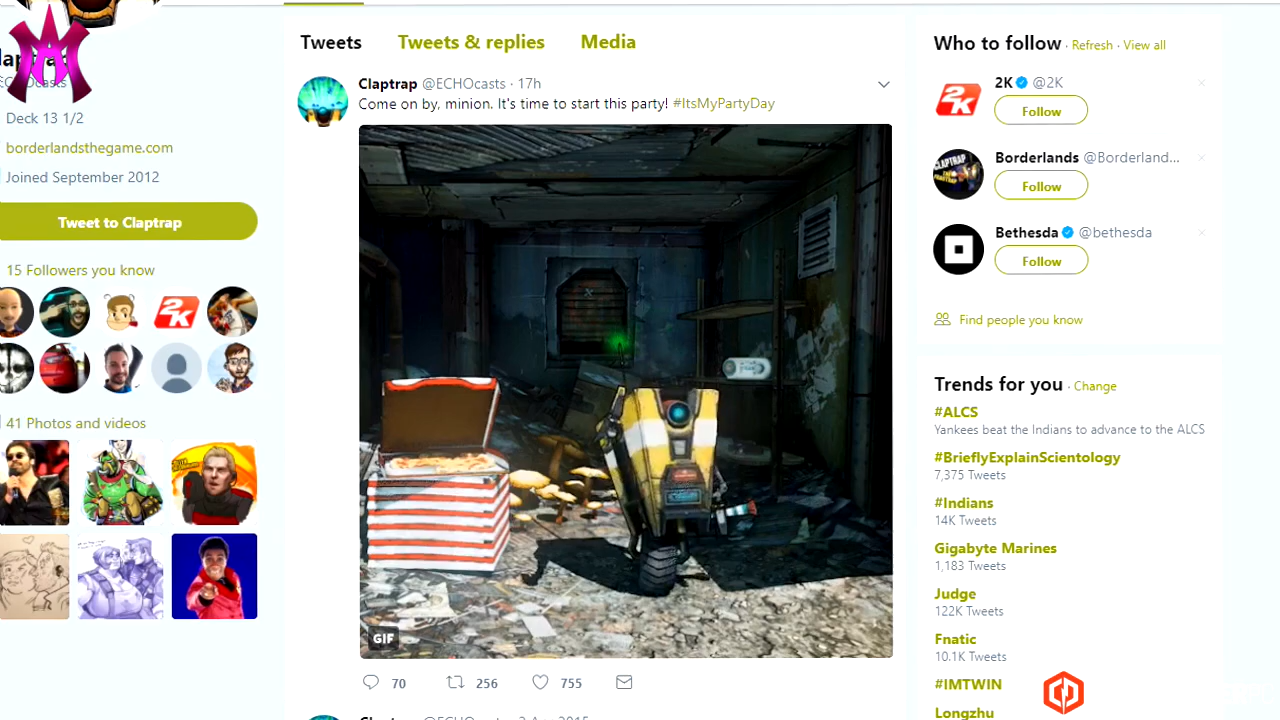 Claptrap
@ECHOcasts
Deck 13 1/2
borderlandsthegame.com
Joined September 2012
Tweet to Claptrap
15 Followers you know
2K
41 Photos and videos
Tweets Tweets & replies Media
Claptrap @ECHOcasts · 17h
Come on by, minion. It's time to start this party! #ItsMyPartyDay
GIF
70 256 755
Who to follow · Refresh · View all
2K
2K @2K
Follow
CLAPTRAP
Borderlands @Borderland...
Follow
Bethesda @bethesda
Follow
Find people you know
Trends for you · Change
#ALCS
Yankees beat the Indians to advance to the ALCS
#BrieflyExplainScientology
7,375 Tweets
#Indians
14K Tweets
Gigabyte Marines
1,183 Tweets
Judge
122K Tweets
Fnatic
10.1K Tweets
#IMTWIN
Longzhu